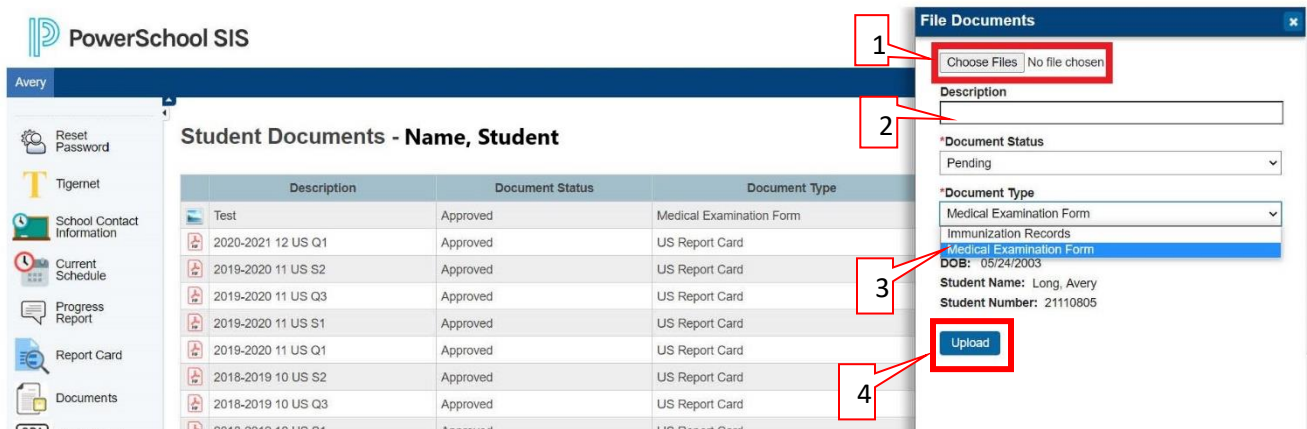 PowerSchool SIS
Avery
Reset
Password
Tigernet
School Contact
Information
Current
Schedule
Progress
Report
Report Card
Documents
Student Documents - Name, Student
Description Document Status Document Type
Test Approved Medical Examination Form
2020-2021 12 US Q1 Approved US Report Card
2019-2020 11 US S2 Approved US Report Card
2019-2020 11 US Q3 Approved US Report Card
2019-2020 11 US S1 Approved US Report Card
2019-2020 11 US Q1 Approved US Report Card
2018-2019 10 US S2 Approved US Report Card
2018-2019 10 US Q3 Approved US Report Card
File Documents
1
Choose Files No file chosen
Description
2
*Document Status
Pending
*Document Type
Medical Examination Form
Immunization Records
Medical Examination Form
DOB: 05/24/2003
3
Student Name: Long, Avery
Student Number: 21110805
Upload
4